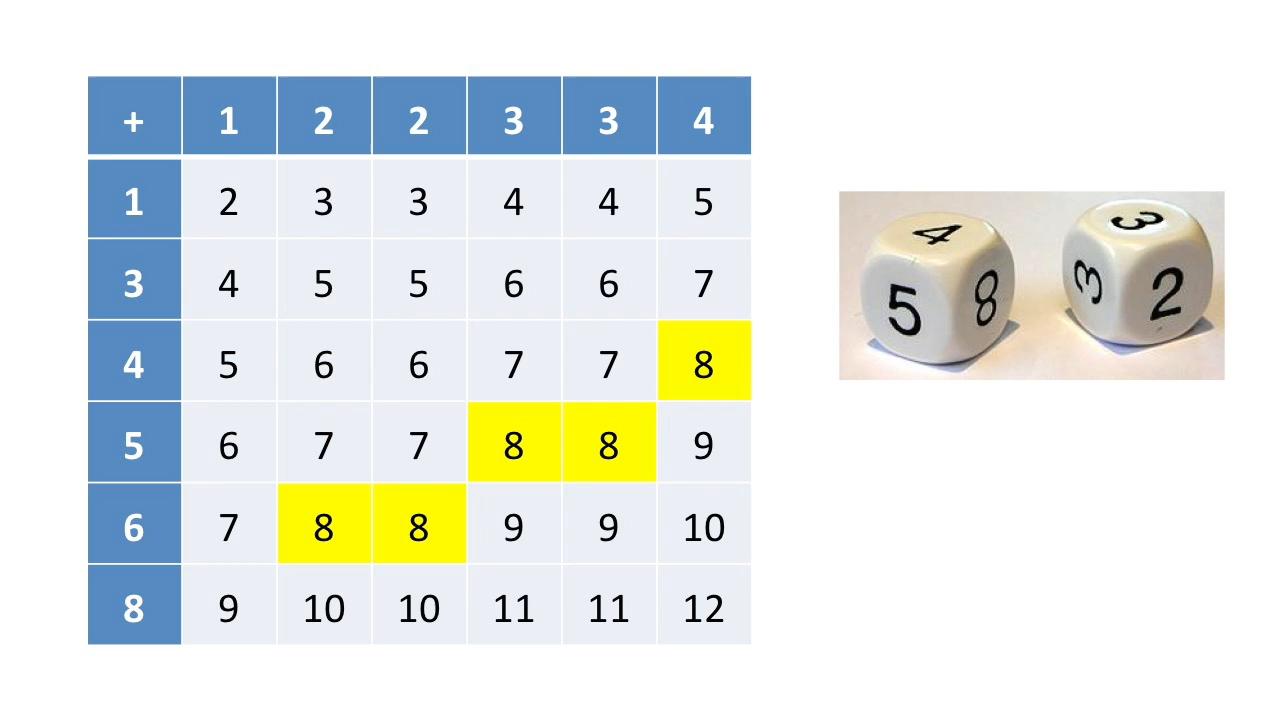 + 1 2 2 3 3 4
1 2 3 3 4 4 5
3 4 5 5 6 6 7
4 5 6 6 7 7 8
5 6 7 7 8 8 9
6 7 8 8 9 9 10
8 9 10 10 11 11 12
4
5 8
3
3 2